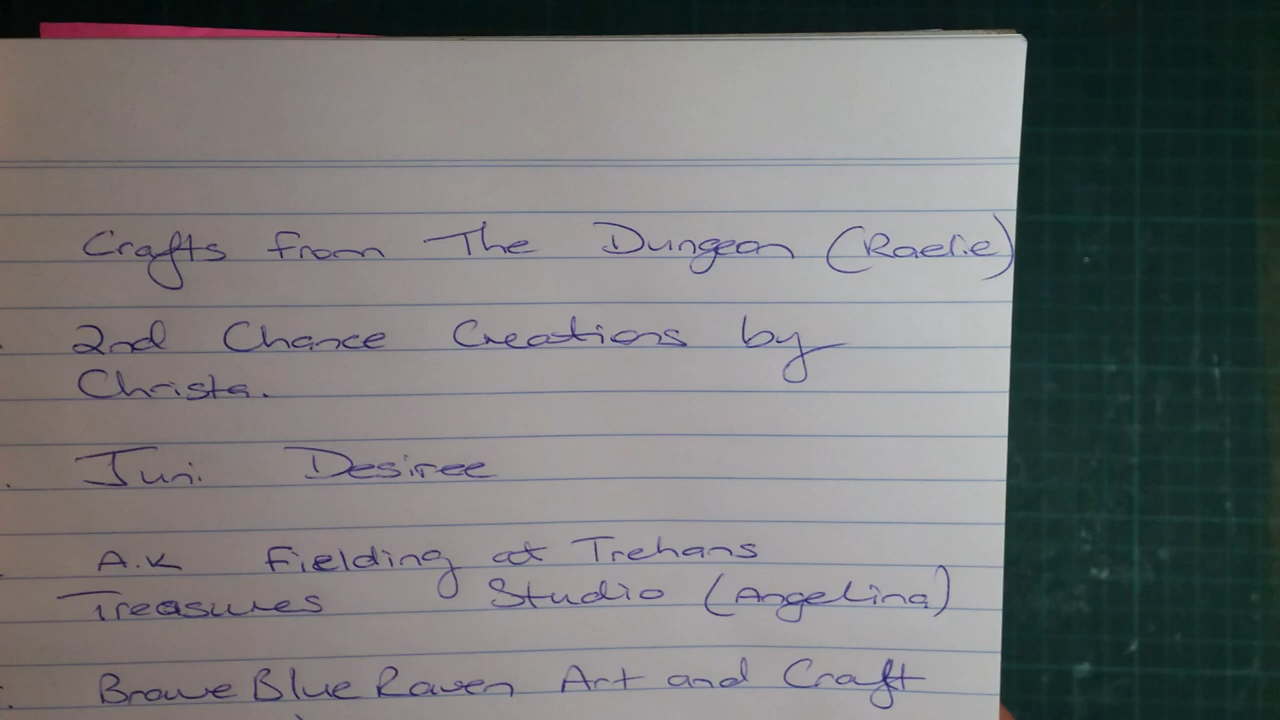 Crafts from The Dungeon (Raelie)
2nd Chance Creations by
Christa.
Juni Desiree
A.K Fielding at Trehans
Treasures Studio (Angelina)
Brave Blue Raven Art and Craft